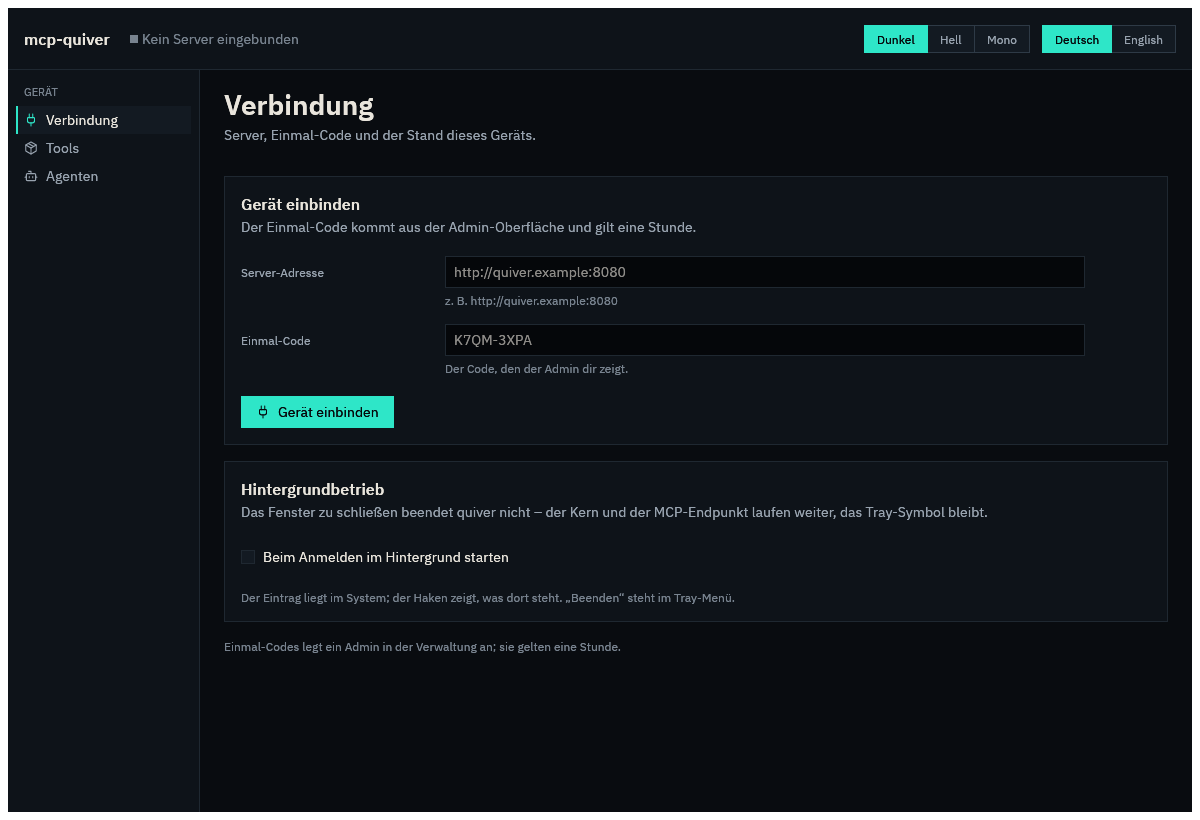 mcp-quiver
Kein Server eingebunden
Dunkel
Hell
Mono
Deutsch
English
GERÄT
Verbindung
Tools
Agenten
Verbindung
Server, Einmal-Code und der Stand dieses Geräts.
Gerät einbinden
Der Einmal-Code kommt aus der Admin-Oberfläche und gilt eine Stunde.
Server-Adresse
http://quiver.example:8080
z. B. http://quiver.example:8080
Einmal-Code
K7QM-3XPA
Der Code, den der Admin dir zeigt.
Gerät einbinden
Hintergrundbetrieb
Das Fenster zu schließen beendet quiver nicht – der Kern und der MCP-Endpunkt laufen weiter, das Tray-Symbol bleibt.
Beim Anmelden im Hintergrund starten
Der Eintrag liegt im System; der Haken zeigt, was dort steht. „Beenden“ steht im Tray-Menü.
Einmal-Codes legt ein Admin in der Verwaltung an; sie gelten eine Stunde.